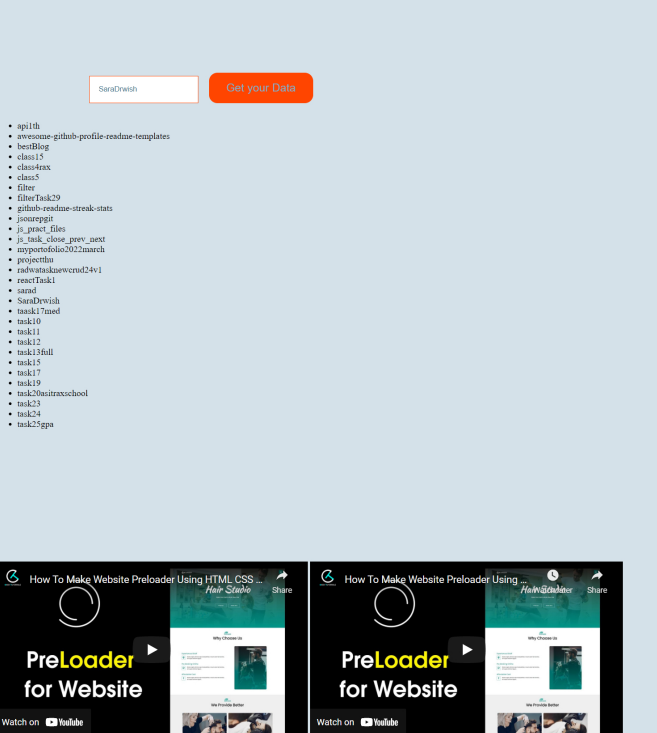 SaraDrwish
Get your Data
api1th
awesome-github-profile-readme-templates
bestBlog
class15
class4rax
class5
filter
filterTask29
github-readme-streak-stats
jsonrepgit
js_pract_files
js_task_close_prev_next
myportofolio2022march
projectthu
radwatasknewcrud24v1
reactTask1
sarad
SaraDrwish
taask17med
task10
task11
task12
task13full
task15
task17
task19
task20asitraxschool
task23
task24
task25gpa
How To Make Website Preloader Using HTML CSS ...
Share
Hair Studio
Why Choose Us
PreLoader
for Website
We Provide Better
Watch on YouTube
How To Make Website Preloader Using ...
Share
Why Choose Us
PreLoader
for Website
We Provide Better
Watch on YouTube